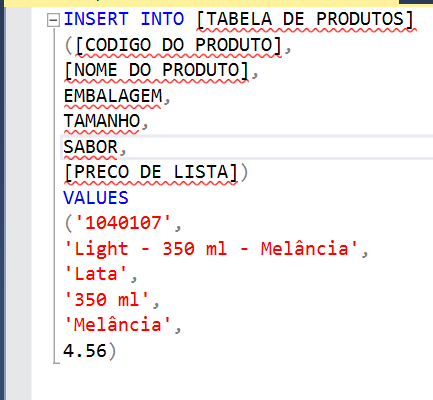 INSERT INTO [TABELA DE PRODUTOS]
([CODIGO DO PRODUTO],
[NOME DO PRODUTO],
EMBALAGEM,
TAMANHO,
SABOR,
[PRECO DE LISTA])
VALUES
('1040107',
'Light - 350 ml - Melância',
'Lata',
'350 ml',
'Melância',
4.56)